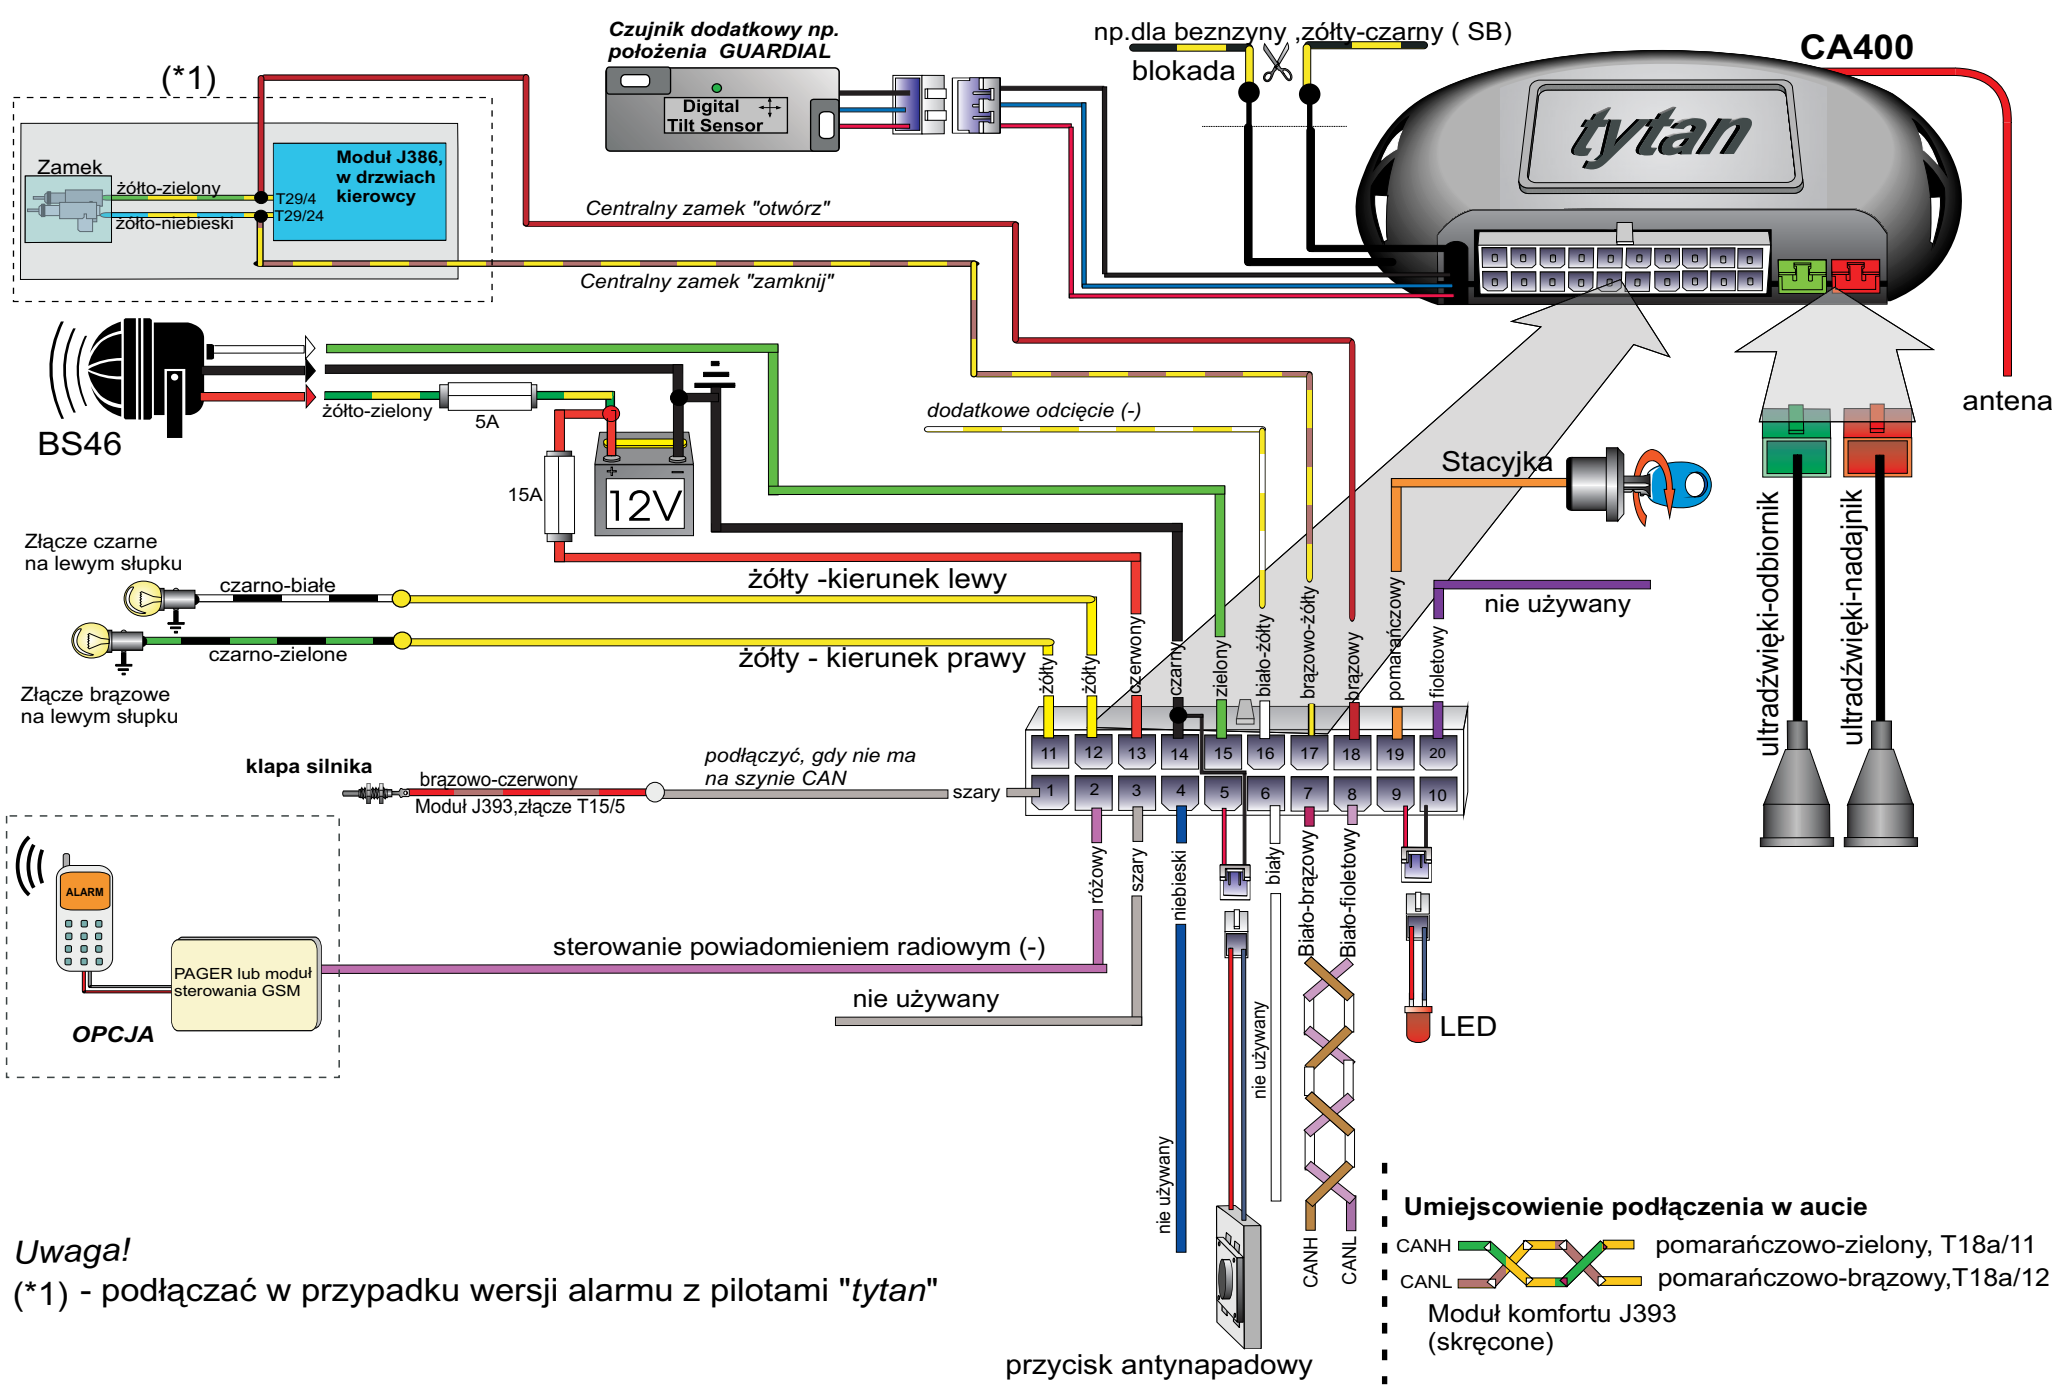 Czujnik dodatkowy np.
położenia GUARDIAL
Digital
Tilt Sensor
np.dla beznzyny ,zółty-czarny ( SB)
blokada
CA400
tytan
antena
(*1)
Zamek
żółto-zielony
żółto-niebieski
Moduł J386,
w drzwiach
kierowcy
T29/4
T29/24
Centralny zamek "otwórz"
Centralny zamek "zamknij"
BS46
żółto-zielony
5A
15A
+
−
12V
dodatkowe odcięcie (-)
Stacyjka
nie używany
ultradźwięki-odbiornik
ultradźwięki-nadajnik
Złącze czarne
na lewym słupku
czarno-białe
żółty -kierunek lewy
czarno-zielone
żółty - kierunek prawy
Złącze brązowe
na lewym słupku
żółty
żółty
czerwony
czarny
zielony
biało-żółty
brązowo-żółty
brązowy
pomarańczowy
fioletowy
11 12 13 14 15 16 17 18 19 20
1 2 3 4 5 6 7 8 9 10
klapa silnika
brązowo-czerwony
Moduł J393,złącze T15/5
podłączyć, gdy nie ma
na szynie CAN
szary
różowy
szary
niebieski
biały
Biało-brązowy
Biało-fioletowy
ALARM
PAGER lub moduł
sterowania GSM
OPCJA
sterowanie powiadomieniem radiowym (-)
nie używany
nie używany
nie używany
LED
CANH
CANL
przycisk antynapadowy
Umiejscowienie podłączenia w aucie
CANH pomarańczowo-zielony, T18a/11
CANL pomarańczowo-brązowy,T18a/12
Moduł komfortu J393
(skręcone)
Uwaga!
(*1) - podłączać w przypadku wersji alarmu z pilotami "tytan"